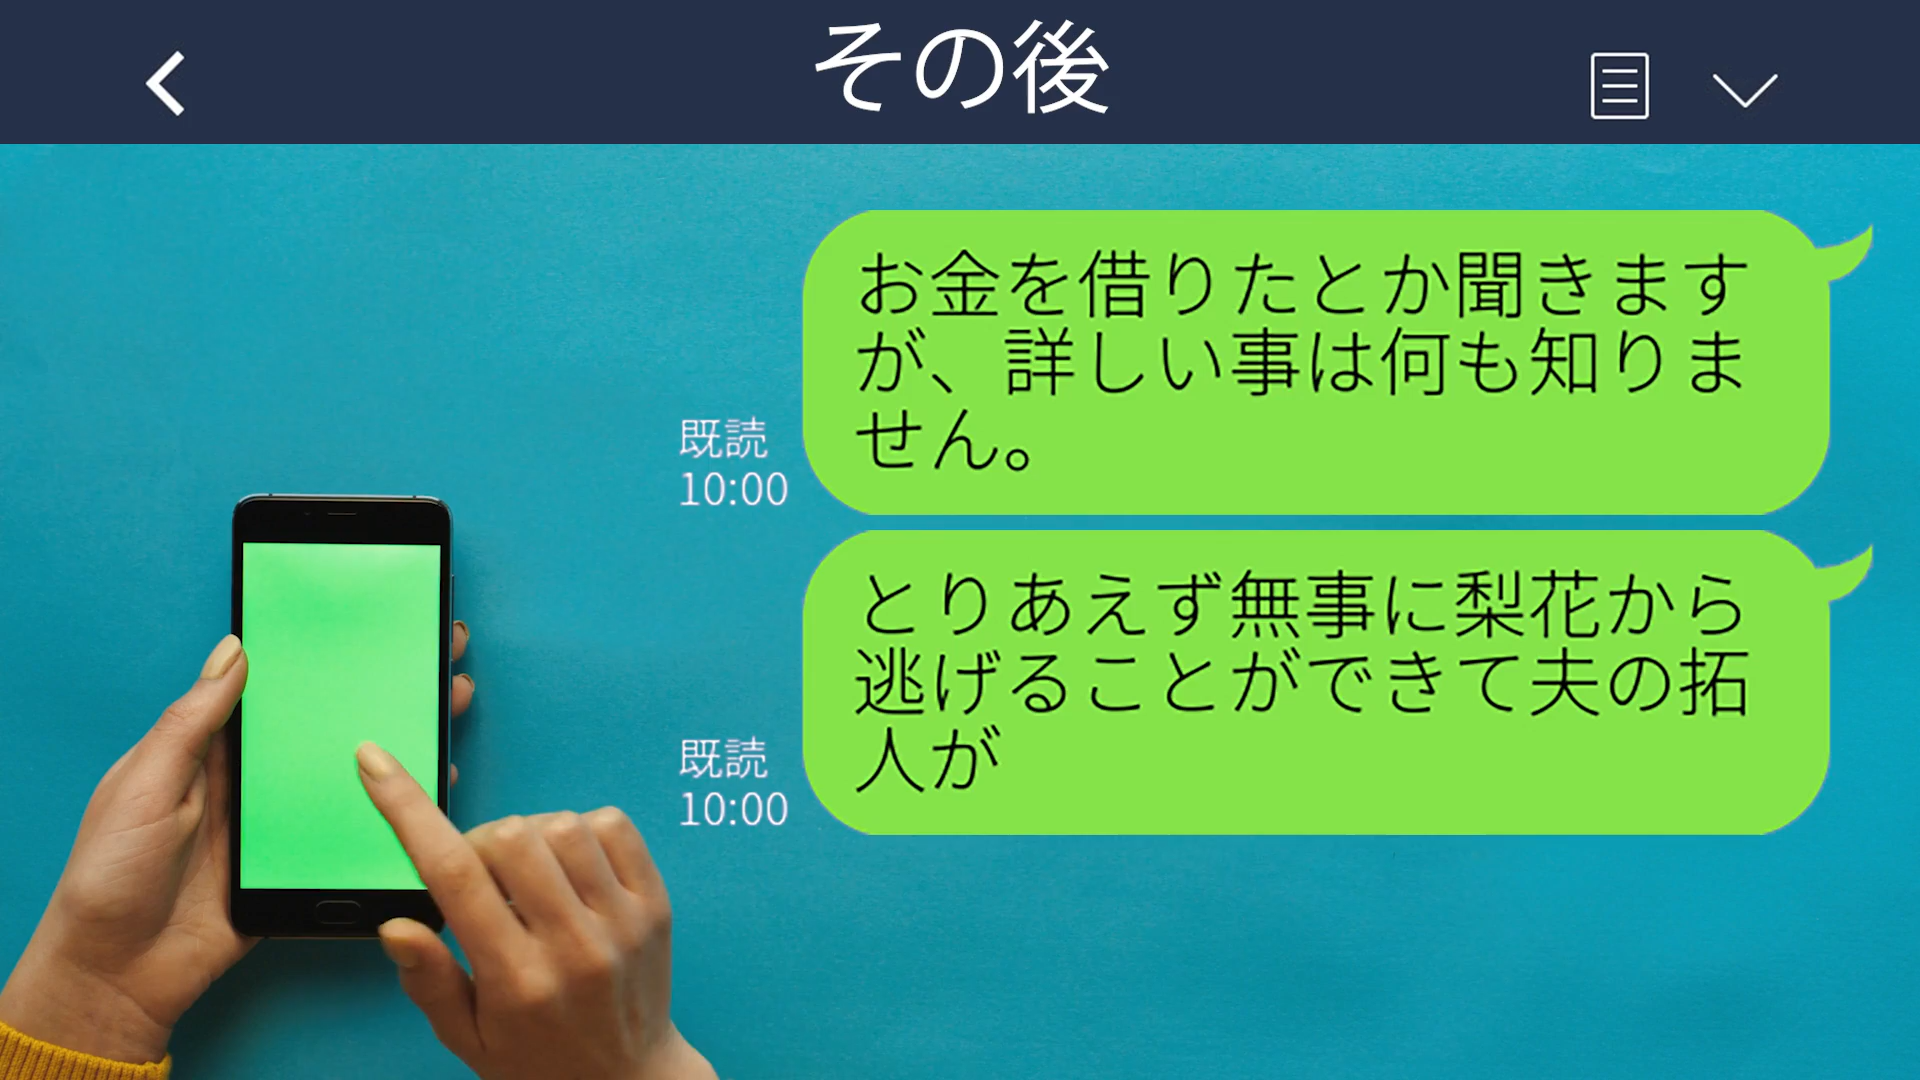 その後
お金を借りたとか聞きます
が、詳しい事は何も知りま
せん。
既読
10:00
とりあえず無事に梨花から
逃げることができて夫の拓
人が
既読
10:00